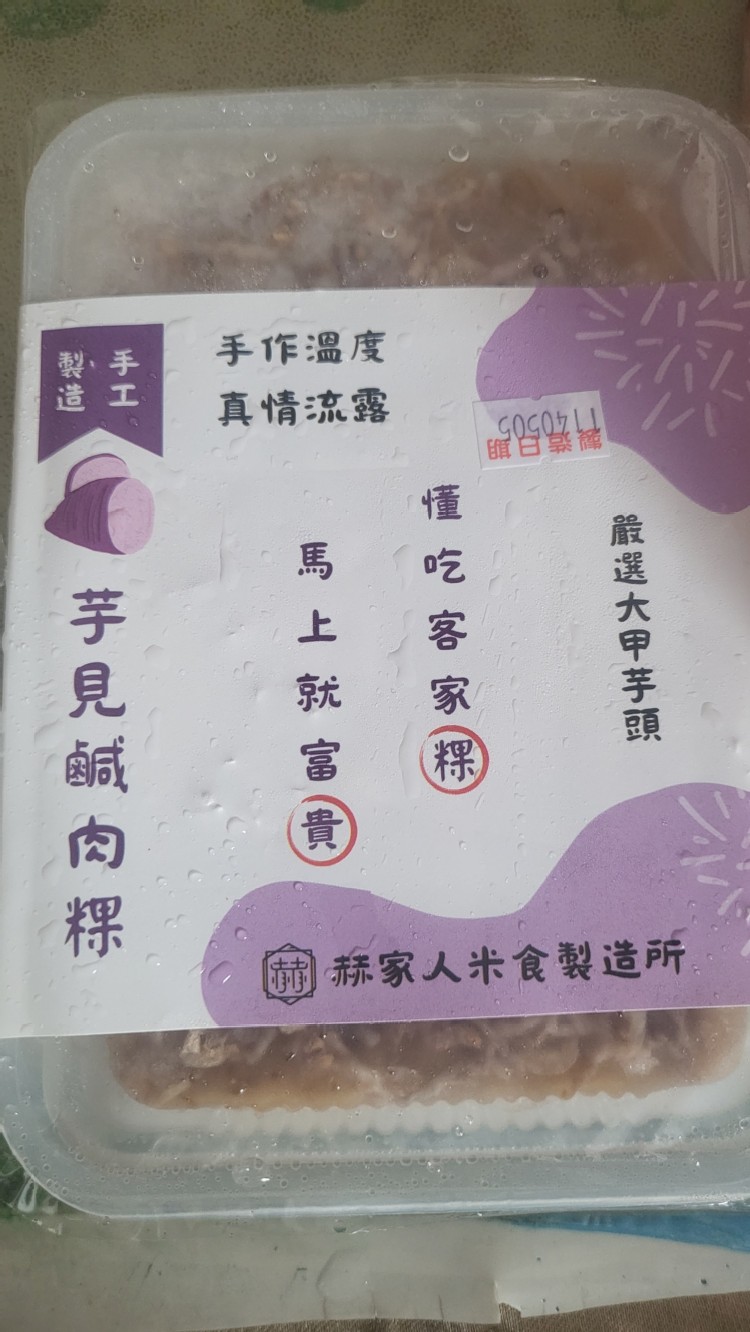 手工
製造
手作溫度
真情流露
製造日期
1140505
嚴選大甲芋頭
懂吃客家粿
馬上就富貴
芋見鹹肉粿
赫 赫家人米食製造所